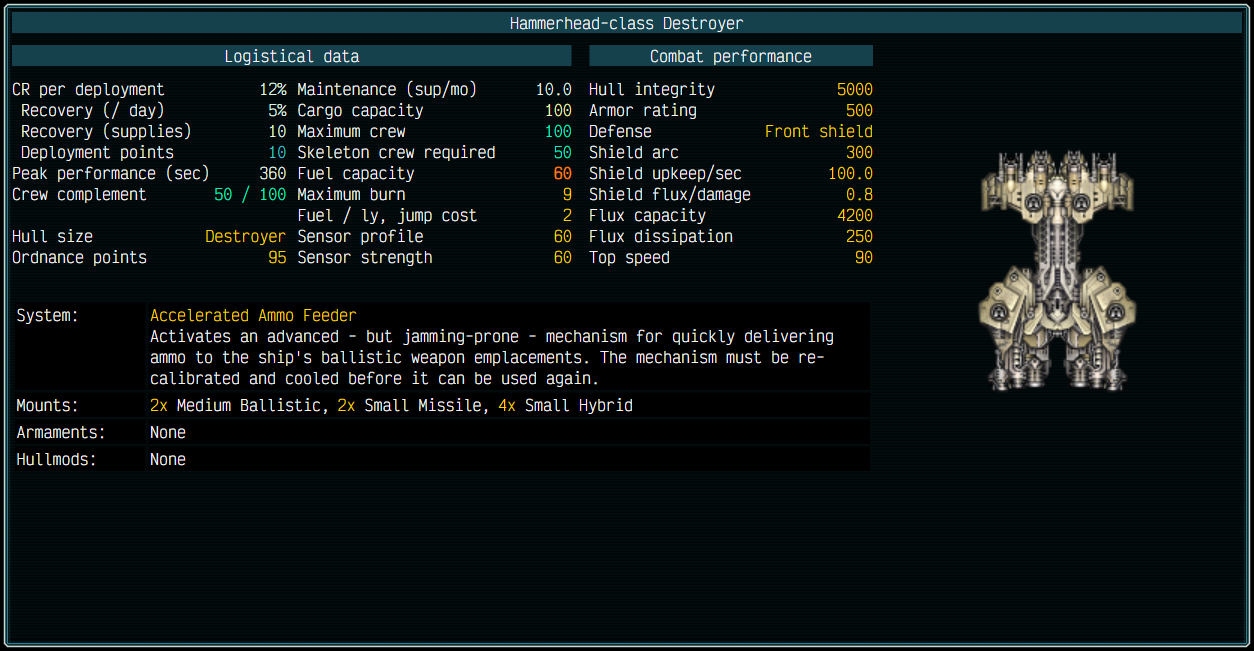 Hammerhead-class Destroyer
Logistical data Combat performance
CR per deployment 12% Maintenance (sup/mo) 10.0 Hull integrity 5000
Recovery (/ day) 5% Cargo capacity 100 Armor rating 500
Recovery (supplies) 10 Maximum crew 100 Defense Front shield
Deployment points 10 Skeleton crew required 50 Shield arc 300
Peak performance (sec) 360 Fuel capacity 60 Shield upkeep/sec 100.0
Crew complement 50 / 100 Maximum burn 9 Shield flux/damage 0.8
Fuel / ly, jump cost 2 Flux capacity 4200
Hull size Destroyer Sensor profile 60 Flux dissipation 250
Ordnance points 95 Sensor strength 60 Top speed 90
System: Accelerated Ammo Feeder
Activates an advanced - but jamming-prone - mechanism for quickly delivering
ammo to the ship's ballistic weapon emplacements. The mechanism must be re-
calibrated and cooled before it can be used again.
Mounts: 2x Medium Ballistic, 2x Small Missile, 4x Small Hybrid
Armaments: None
Hullmods: None